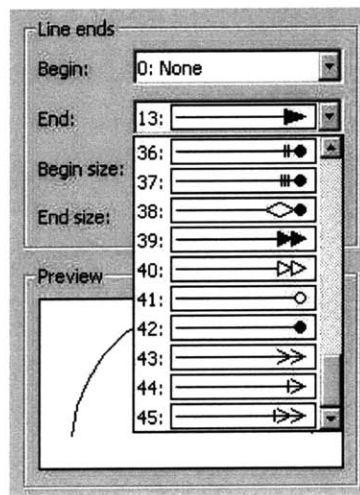 Line ends
Begin: 0: None
End: 13:
36:
Begin size: 37:
End size: 38:
39:
40:
Preview 41:
42:
43:
44:
45: